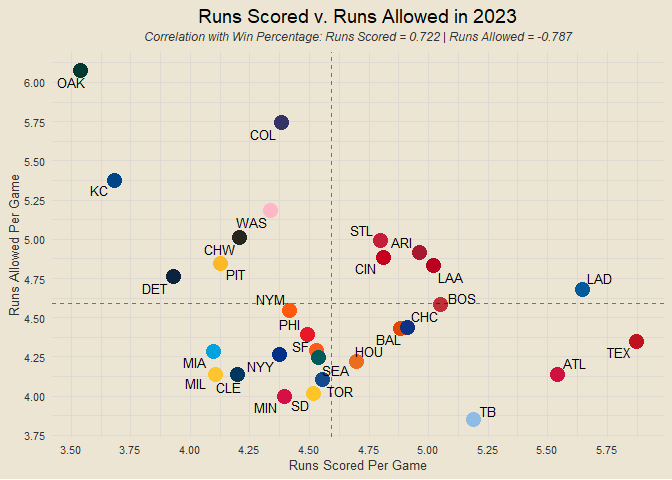 Runs Scored v. Runs Allowed in 2023
Correlation with Win Percentage: Runs Scored = 0.722 | Runs Allowed = -0.787
6.00
OAK
5.75
COL
5.50
5.25
KC
WAS
5.00
STL
ARI
CHW
CIN
PIT
LAA
4.75
DET
LAD
NYM
BOS
4.50
PHI
CHC
BAL
SF
HOU
TEX
4.25
MIA
NYY
SEA
ATL
MIL
CLE
TOR
4.00
MIN
SD
TB
3.75
3.50
3.75
4.00
4.25
4.50
4.75
5.00
5.25
5.50
5.75
Runs Scored Per Game
Runs Allowed Per Game